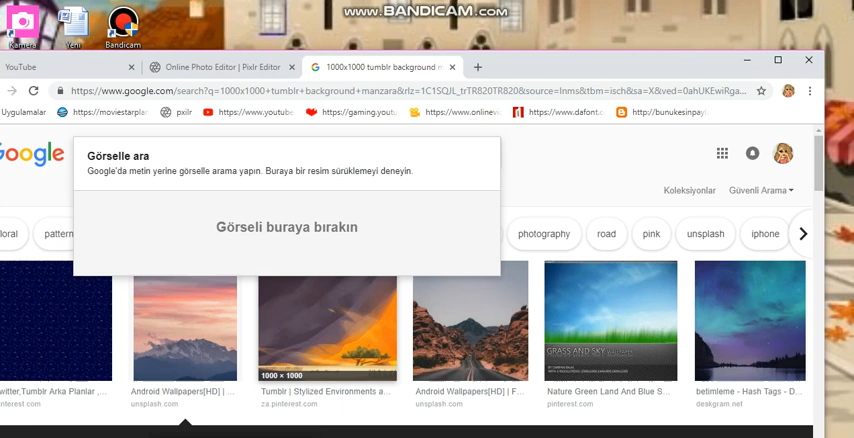 www.BANDICAM.com
Kamera
Yeni
Bandicam
YouTube
Online Photo Editor | Pixlr Editor
1000x1000 tumblr background m
https://www.google.com/search?q=1000x1000+tumblr+background+manzara&rlz=1C1SQJL_trTR820TR820&source=lnms&tbm=isch&sa=X&ved=0ahUKEwiRga...
Uygulamalar
https://moviestarplan
pixlr
https://www.youtube.
https://gaming.youtu
https://www.onlinevi
https://www.dafont.c
http://bunukesinpayl
Google
Görselle ara
Google'da metin yerine görselle arama yapın. Buraya bir resim sürüklemeyi deneyin.
Görseli buraya bırakın
Koleksiyonlar
Güvenli Arama
loral
pattern
photography
road
pink
unsplash
iphone
1000 × 1000
GRASS AND SKY WALLPAPER
witter,Tumblr Arka Planlar ,...
nterest.com
Android Wallpapers[HD] | ...
unsplash.com
Tumblr | Stylized Environments a...
za.pinterest.com
Android Wallpapers[HD] | F...
unsplash.com
Nature Green Land And Blue S...
pinterest.com
betimleme - Hash Tags - D...
deskgram.net